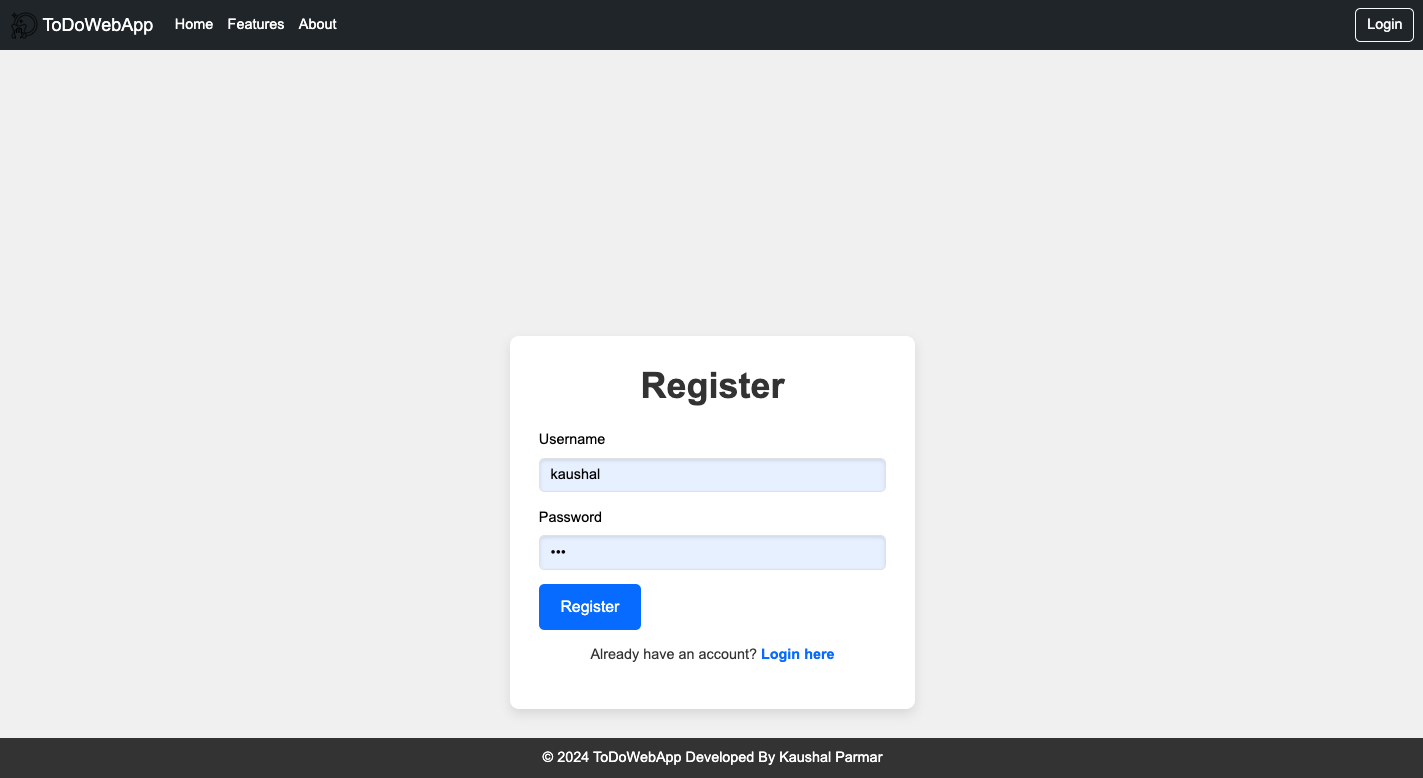 ToDoWebApp Home Features About Login
Register
Username
kaushal
Password
•••
Register
Already have an account? Login here
© 2024 ToDoWebApp Developed By Kaushal Parmar